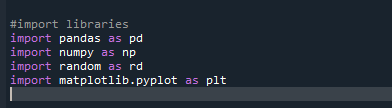 #import libraries
import pandas as pd
import numpy as np
import random as rd
import matplotlib.pyplot as plt